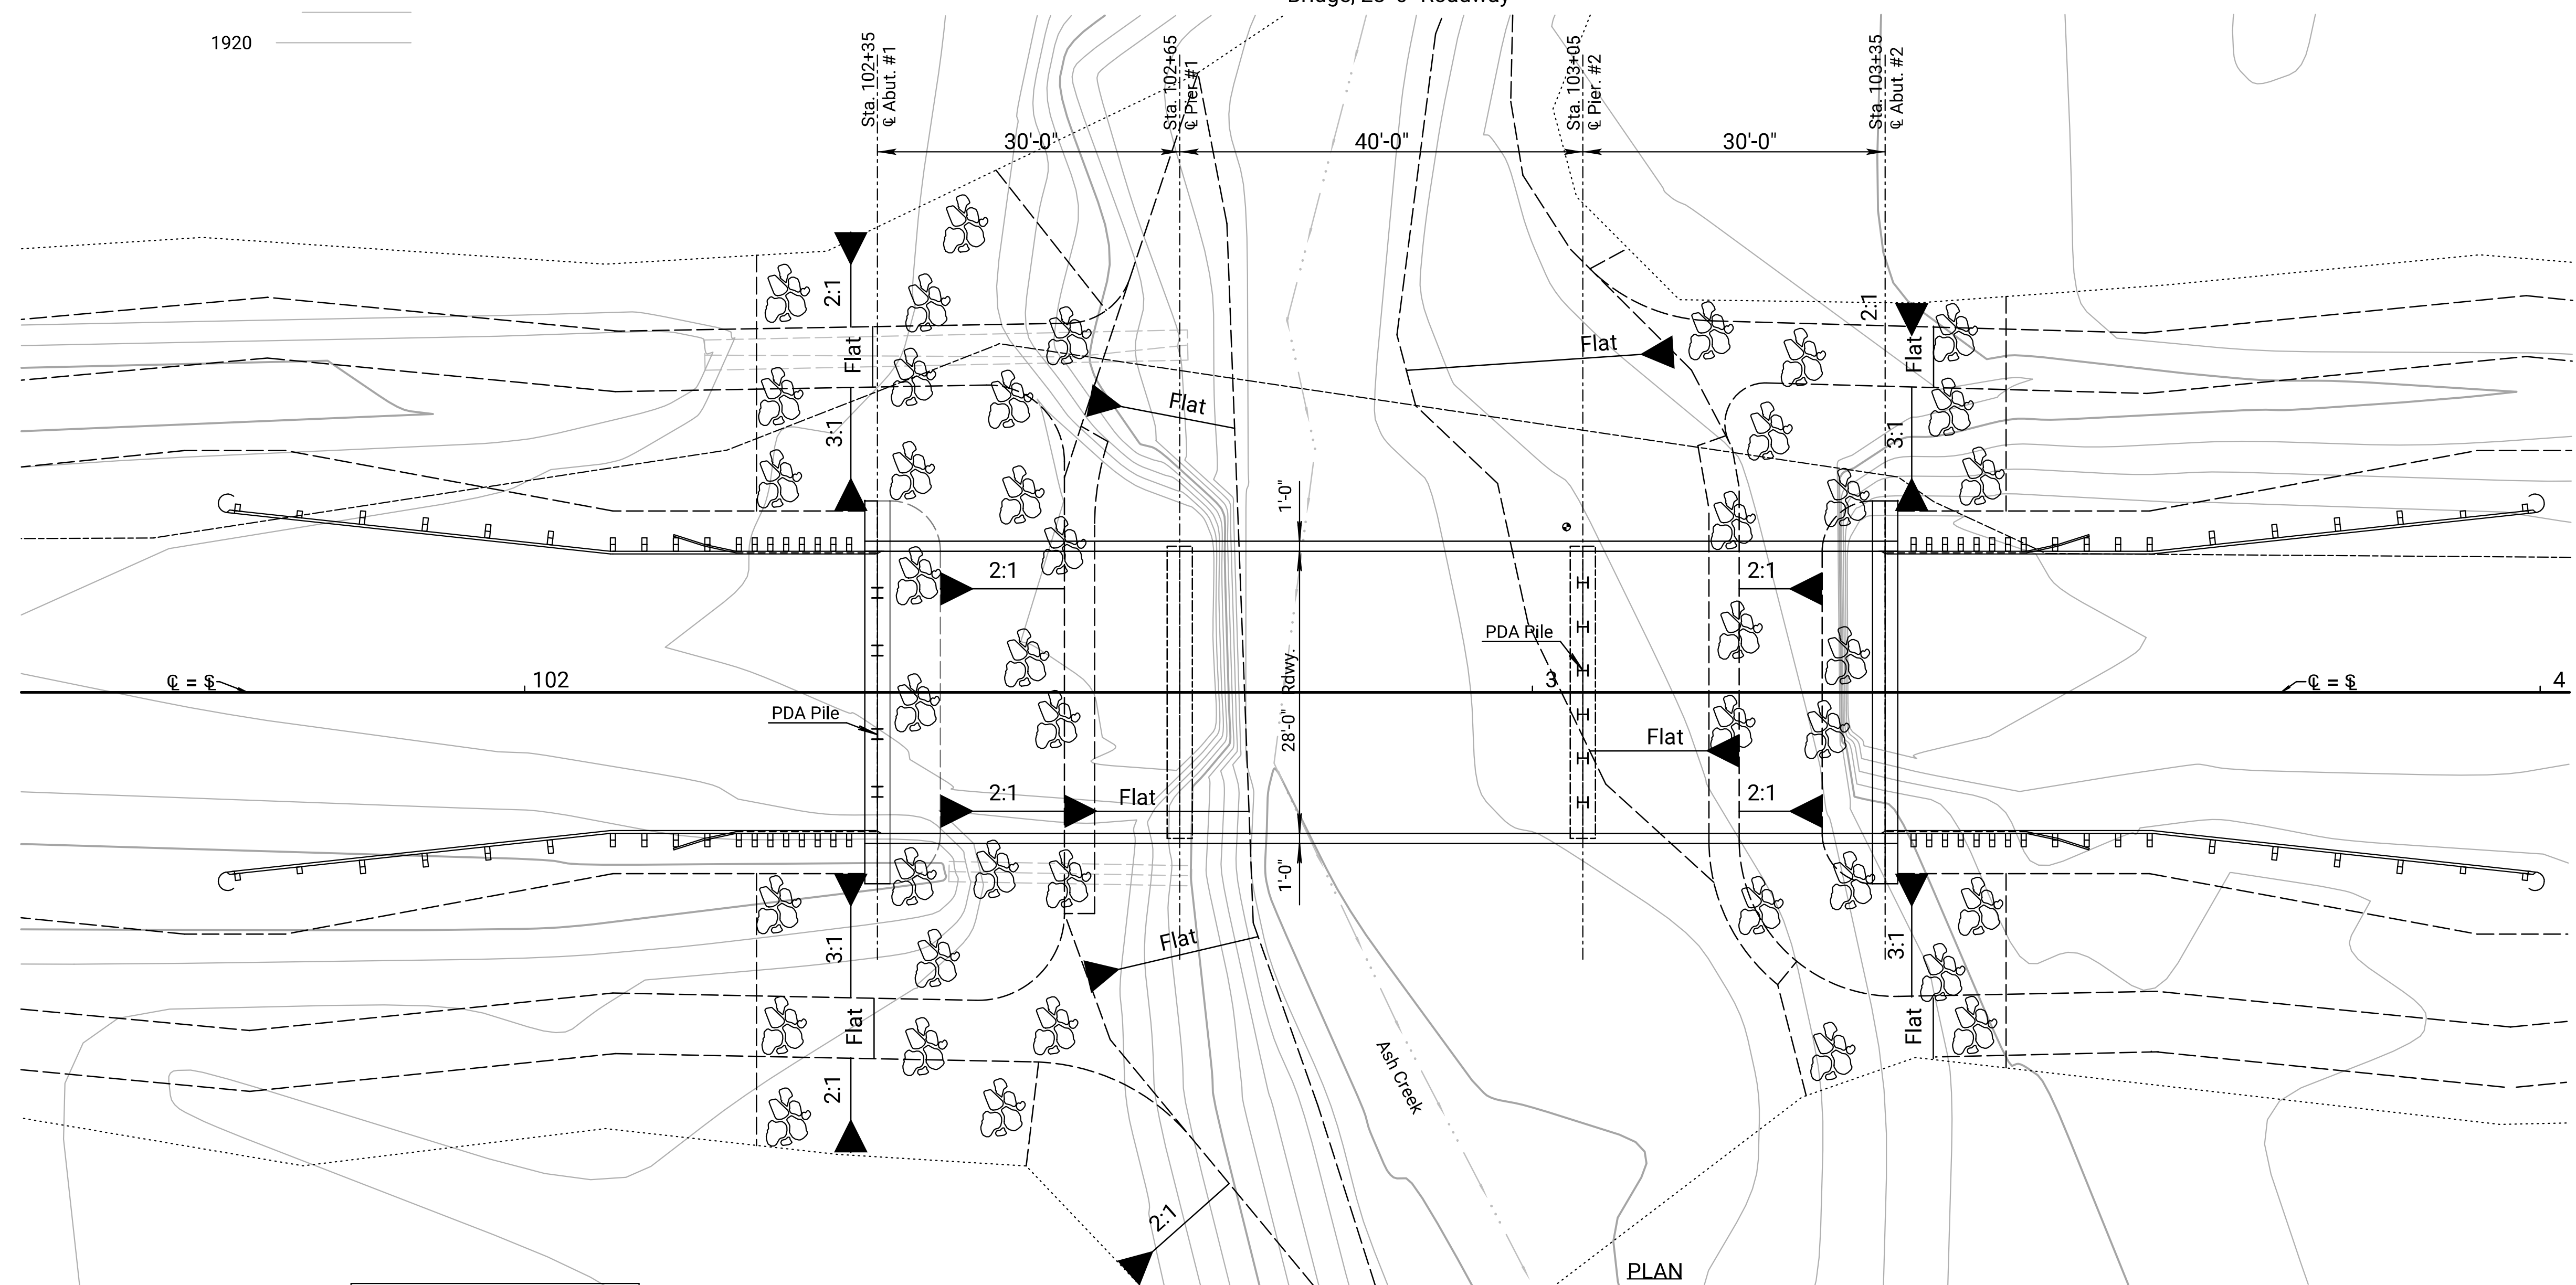 1920
Sta. 102+35
℄ Abut. #1
Sta. 102+65
℄ Pier #1
Sta. 103+05
℄ Pier. #2
Sta. 103+35
℄ Abut. #2
30'-0"
40'-0"
30'-0"
2:1
2:1
Flat
Flat
Flat
Flat
3:1
Flat
3:1
1'-0"
2:1
2:1
PDA Pile
28'-0" Rdwy.
102
3
4
PDA Pile
Flat
2:1
Flat
2:1
1'-0"
3:1
Flat
3:1
Flat
Flat
Ash Creek
2:1
2:1
PLAN